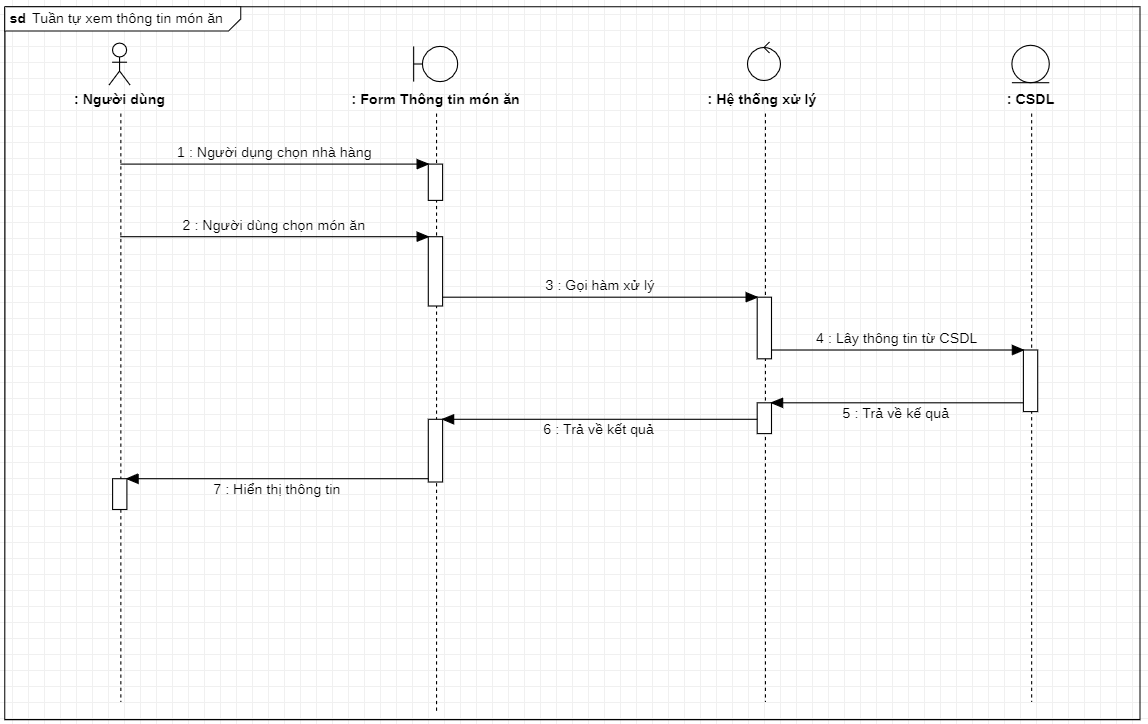 sd Tuần tự xem thông tin món ăn
: Người dùng
: Form Thông tin món ăn
: Hệ thống xử lý
: CSDL
1 : Người dụng chọn nhà hàng
2 : Người dùng chọn món ăn
3 : Gọi hàm xử lý
4 : Lây thông tin từ CSDL
5 : Trả về kế quả
6 : Trả về kết quả
7 : Hiển thị thông tin